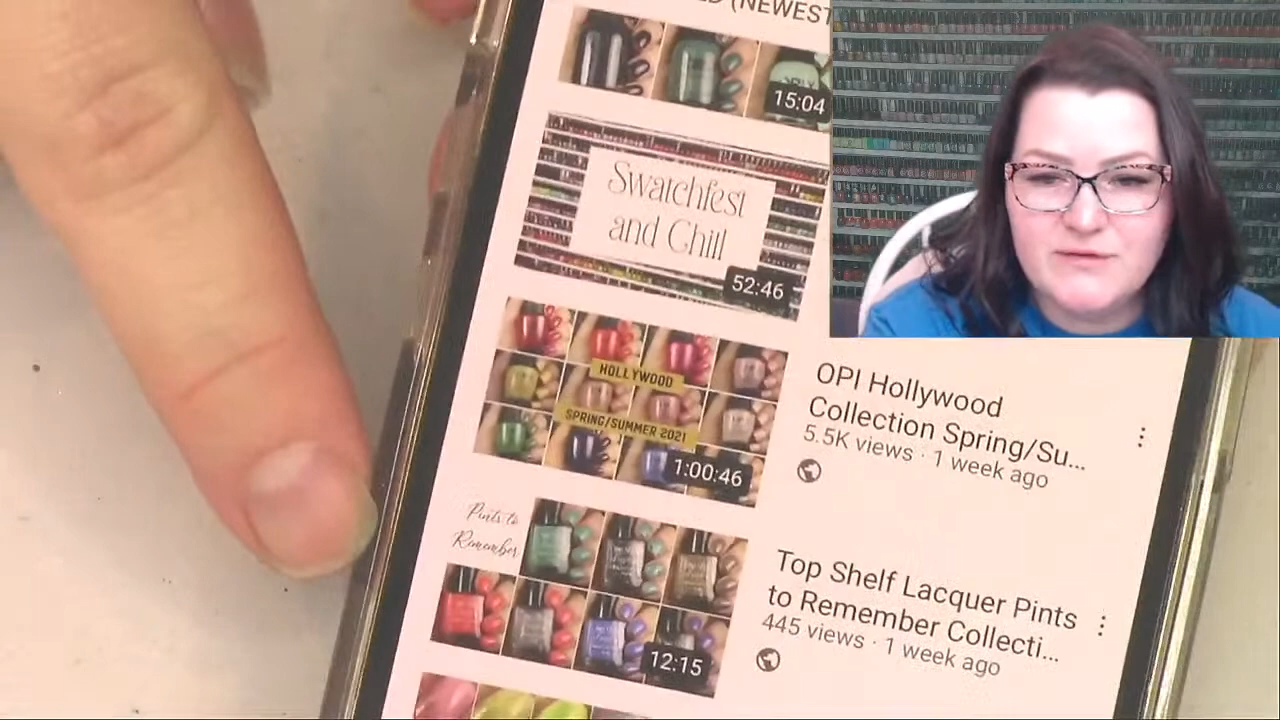 (NEWEST
15:04
Swatchfest
and Chill
52:46
HOLLYWOOD
SPRING/SUMMER 2021
1:00:46
OPI Hollywood
Collection Spring/Su...
5.5K views · 1 week ago
Pints to
Remember
12:15
Top Shelf Lacquer Pints
to Remember Collecti...
445 views · 1 week ago